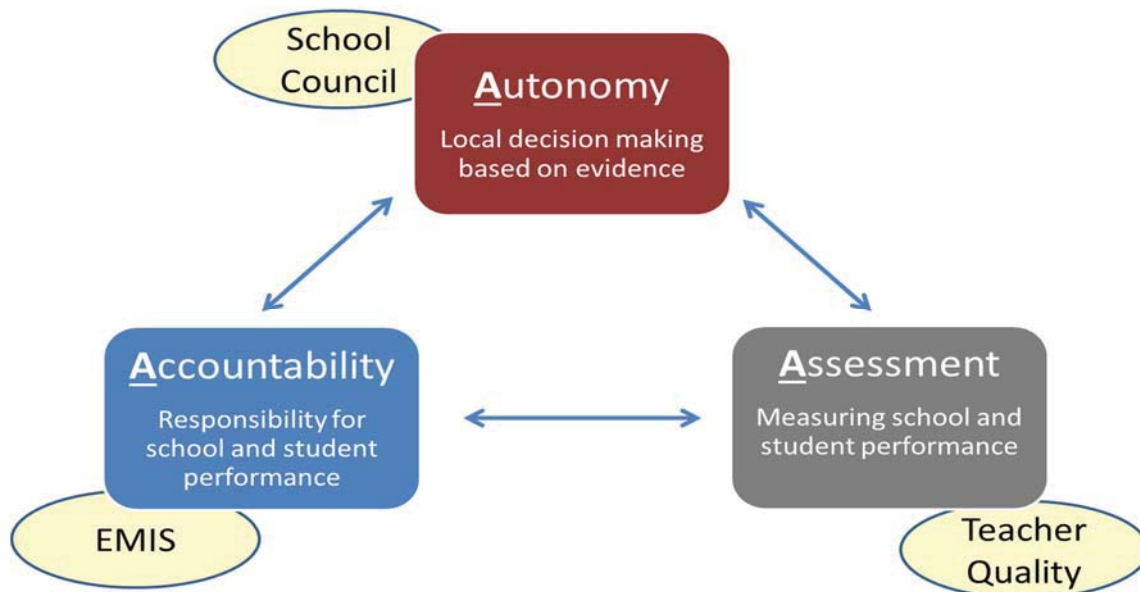 School
Council
Autonomy
Local decision making
based on evidence
Accountability
Responsibility for
school and student
performance
Assessment
Measuring school and
student performance
EMIS
Teacher
Quality